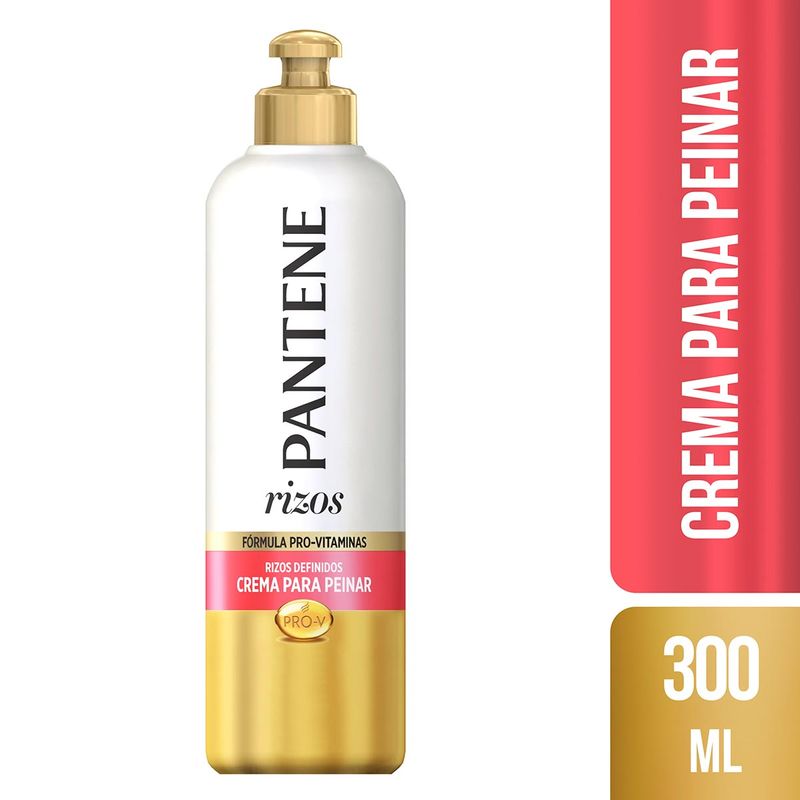 PANTENE
rizos
FÓRMULA PRO-VITAMINAS
RIZOS DEFINIDOS
CREMA PARA PEINAR
PRO-V
CREMA PARA PEINAR
300
ML